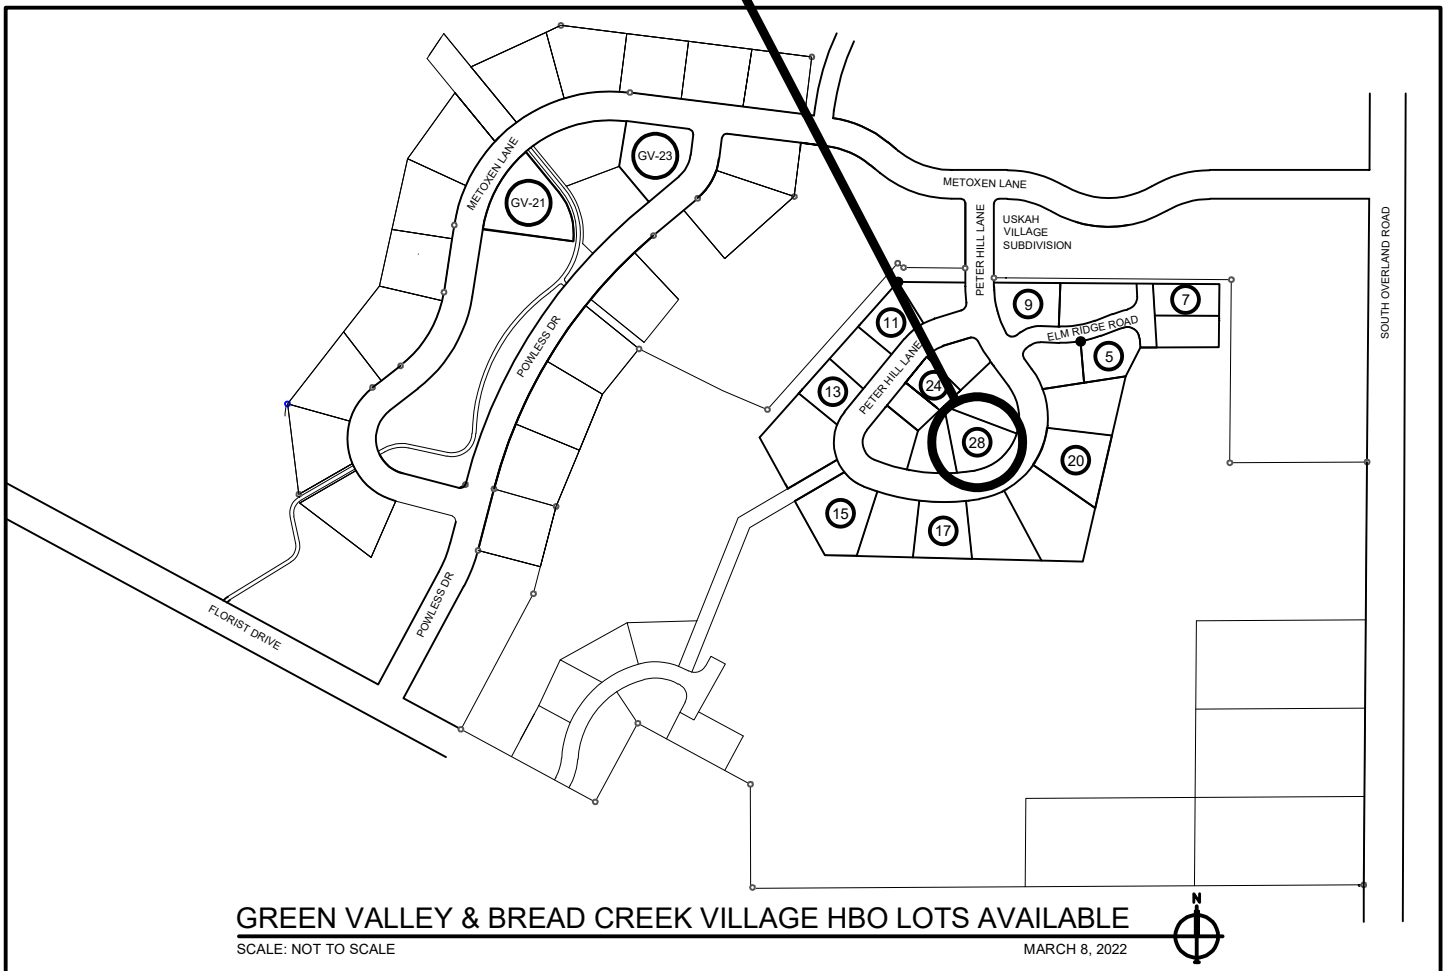 GV-23
METOXEN LANE
GV-21
METOXEN LANE
PETER HILL LANE
USKAH
VILLAGE
SUBDIVISION
SOUTH OVERLAND ROAD
9
7
11
ELM RIDGE ROAD
POWLESS DR
5
PETER HILL LANE
24
13
28
20
15
17
POWLESS DR
FLORIST DRIVE
N
GREEN VALLEY & BREAD CREEK VILLAGE HBO LOTS AVAILABLE
SCALE: NOT TO SCALE
MARCH 8, 2022